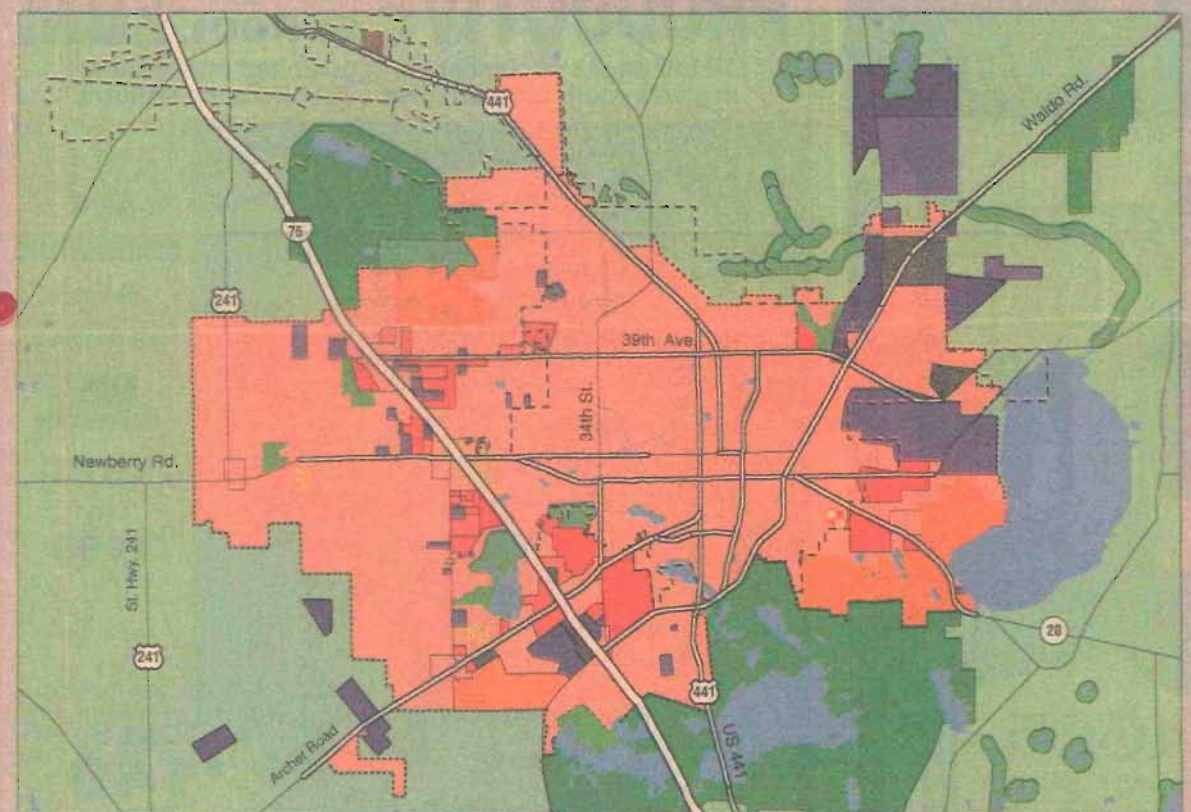 441
Waldo Rd.
75
241
39th Ave.
34th St.
Newberry Rd.
St. Hwy. 241
20
241
441
Archer Road
US 441